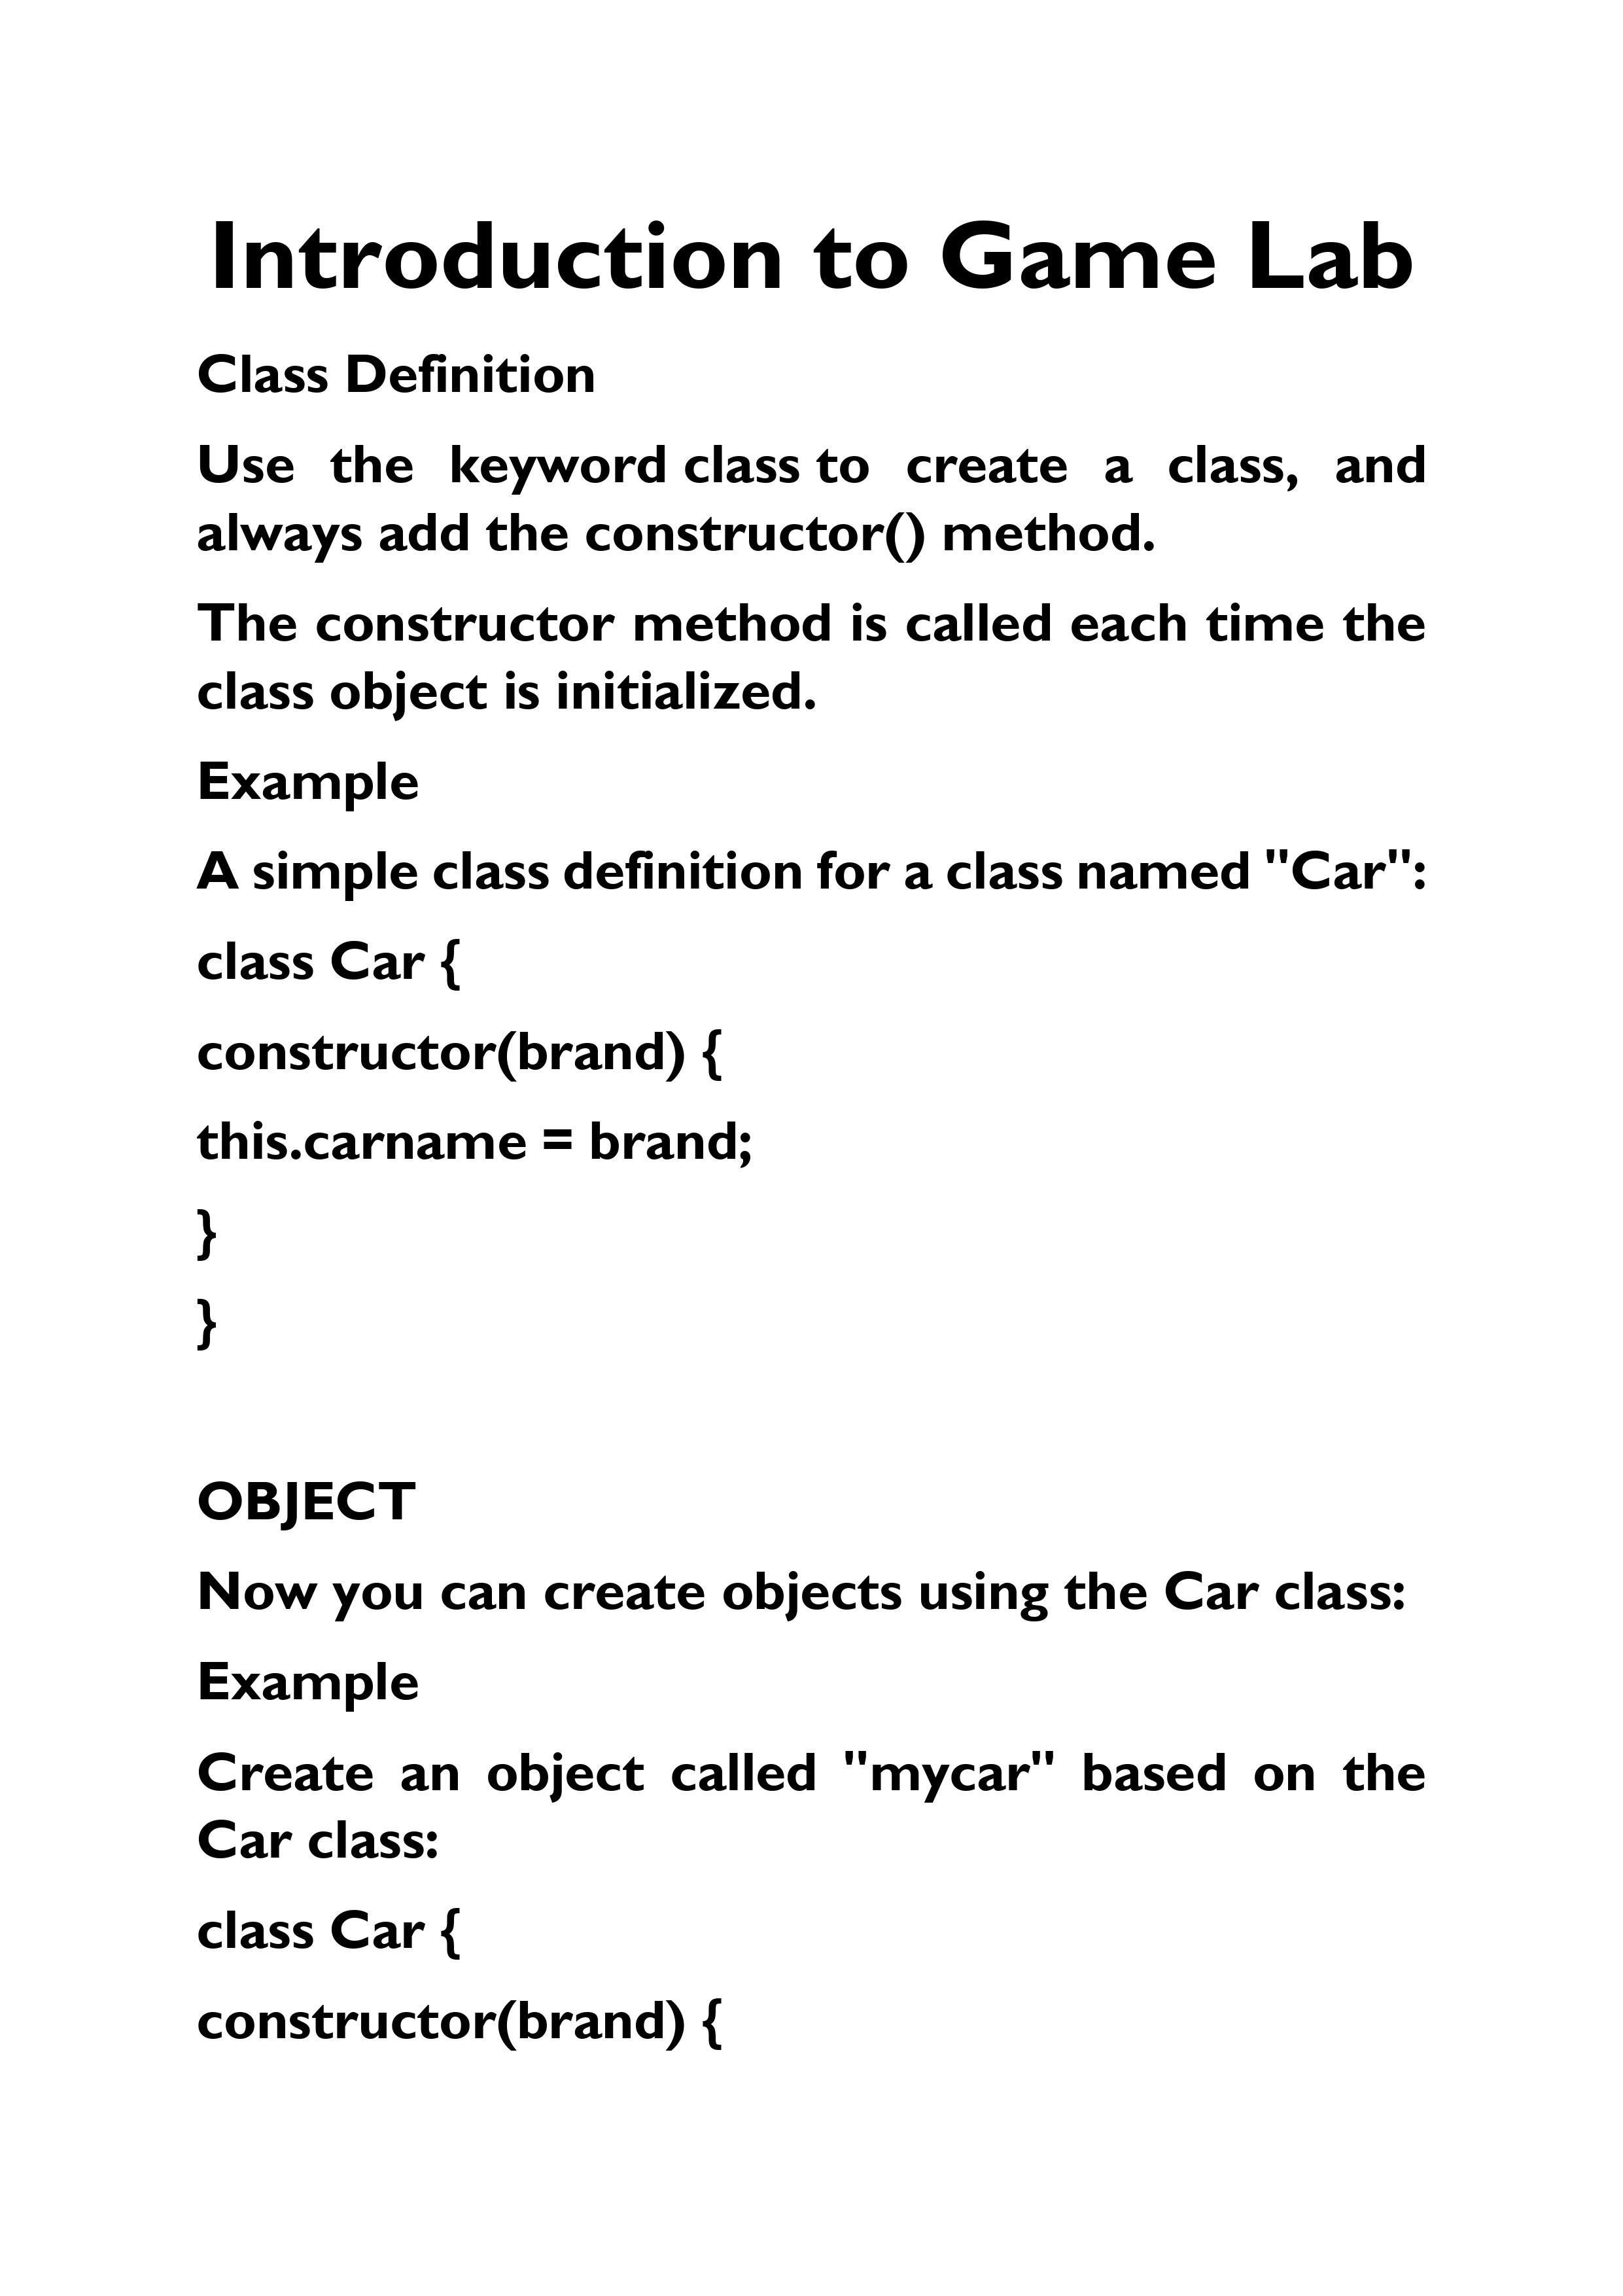 Introduction to Game Lab
Class Definition
Use the keyword class to create a class, and
always add the constructor() method.
The constructor method is called each time the
class object is initialized.
Example
A simple class definition for a class named "Car":
class Car {
constructor(brand) {
this.carname = brand;
}
}
OBJECT
Now you can create objects using the Car class:
Example
Create an object called "mycar" based on the
Car class:
class Car {
constructor(brand) {